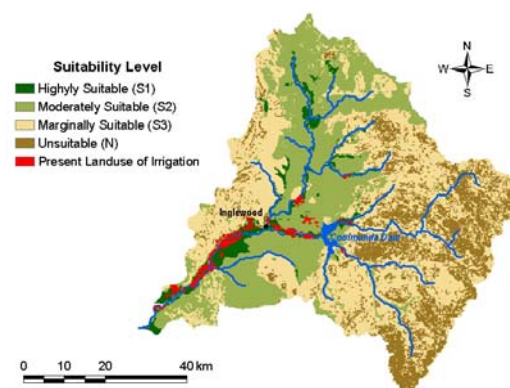 Suitability Level
Highyly Suitable (S1)
Moderately Suitable (S2)
Marginally Suitable (S3)
Unsuitable (N)
Present Landuse of Irrigation
N
W E
S
Inglewood
Coolmunda Dam
0 10 20 40 km